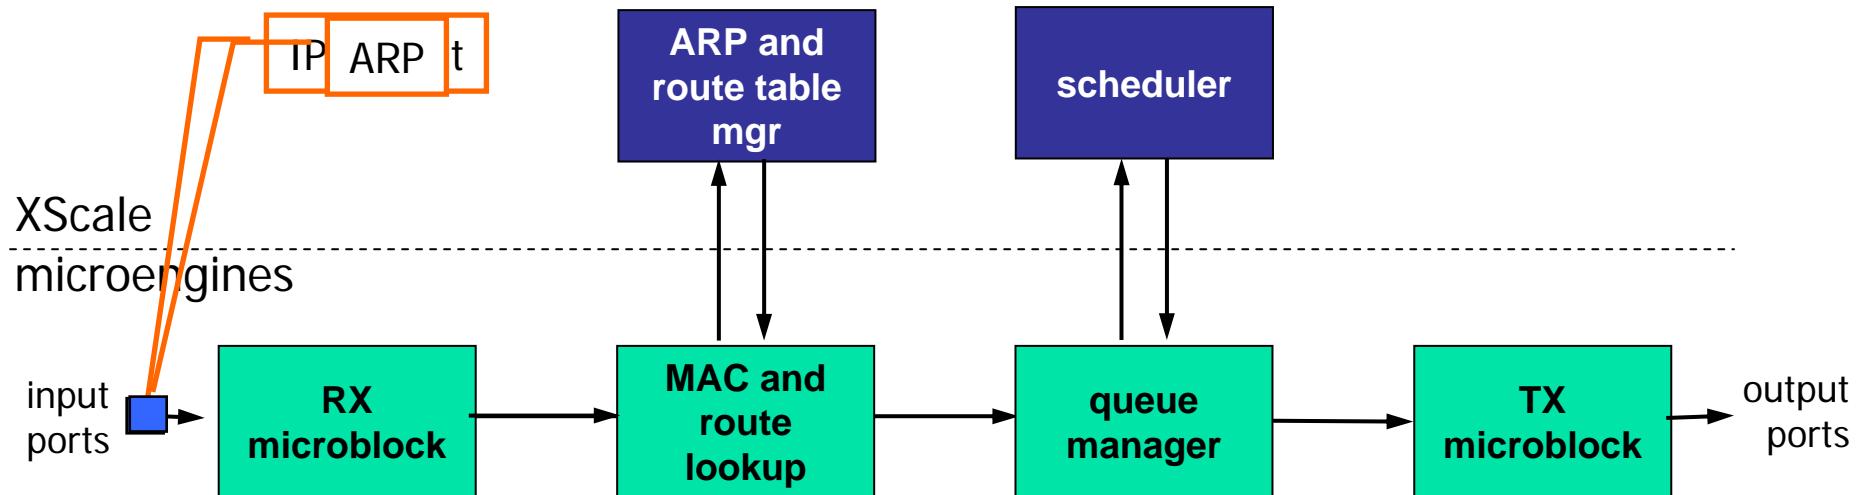 IP
ARP
t
ARP and
route table
mgr
scheduler
XScale
microengines
input
ports
RX
microblock
MAC and
route
lookup
queue
manager
TX
microblock
output
ports